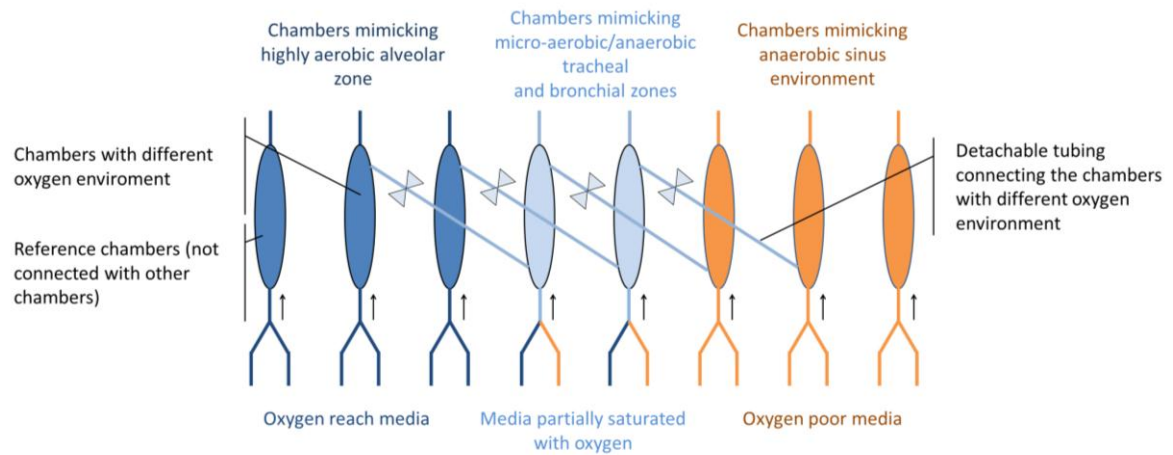 Chambers mimicking
highly aerobic alveolar
zone
Chambers mimicking
micro-aerobic/anaerobic
tracheal
and bronchial zones
Chambers mimicking
anaerobic sinus
environment
Chambers with different
oxygen enviroment
Reference chambers (not
connected with other
chambers)
Detachable tubing
connecting the chambers
with different oxygen
environment
Oxygen reach media
Media partially saturated
with oxygen
Oxygen poor media